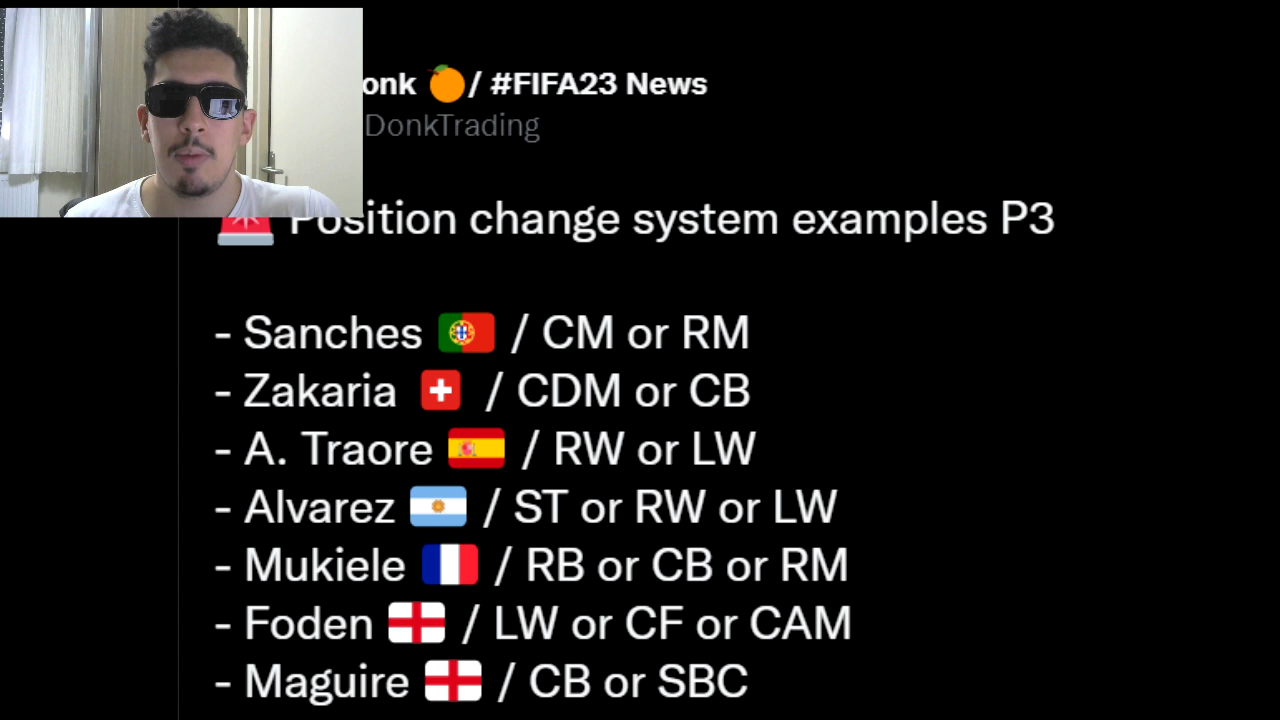 onk 🍊/ #FIFA23 News
DonkTrading
🚨 Position change system examples P3
- Sanches 🇵🇹 / CM or RM
- Zakaria 🇨🇭 / CDM or CB
- A. Traore 🇪🇸 / RW or LW
- Alvarez 🇦🇷 / ST or RW or LW
- Mukiele 🇫🇷 / RB or CB or RM
- Foden 🏴󠁧󠁢󠁥󠁮󠁧󠁿 / LW or CF or CAM
- Maguire 🏴󠁧󠁢󠁥󠁮󠁧󠁿 / CB or SBC